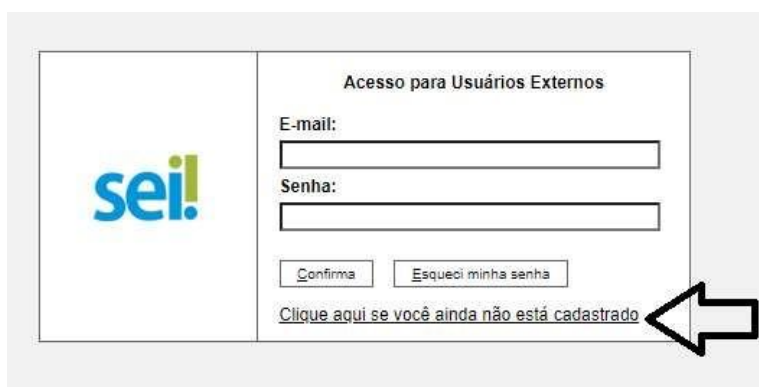 Acesso para Usuários Externos
E-mail:
sei!
Senha:
Confirma
Esqueci minha senha
Clique aqui se você ainda não está cadastrado